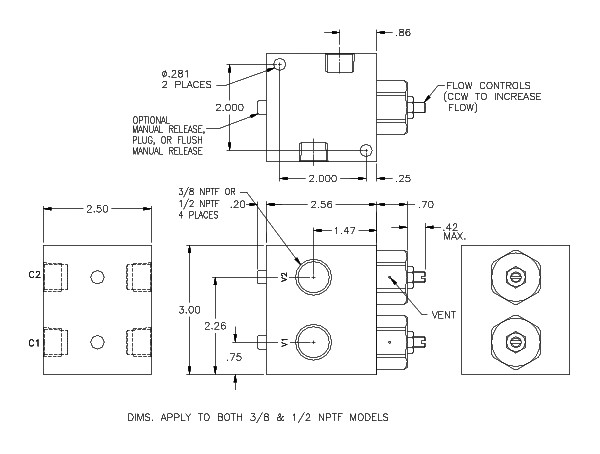 .86
ø.281
2 PLACES
FLOW CONTROLS
(CCW TO INCREASE
FLOW)
2.000
OPTIONAL
MANUAL RELEASE,
PLUG, OR FLUSH
MANUAL RELEASE
2.000
.25
3/8 NPTF OR
1/2 NPTF
4 PLACES
.20
2.56
.70
2.50
1.47
.42
MAX.
C2
V2
3.00
2.26
VENT
C1
V1
.75
DIMS. APPLY TO BOTH 3/8 & 1/2 NPTF MODELS